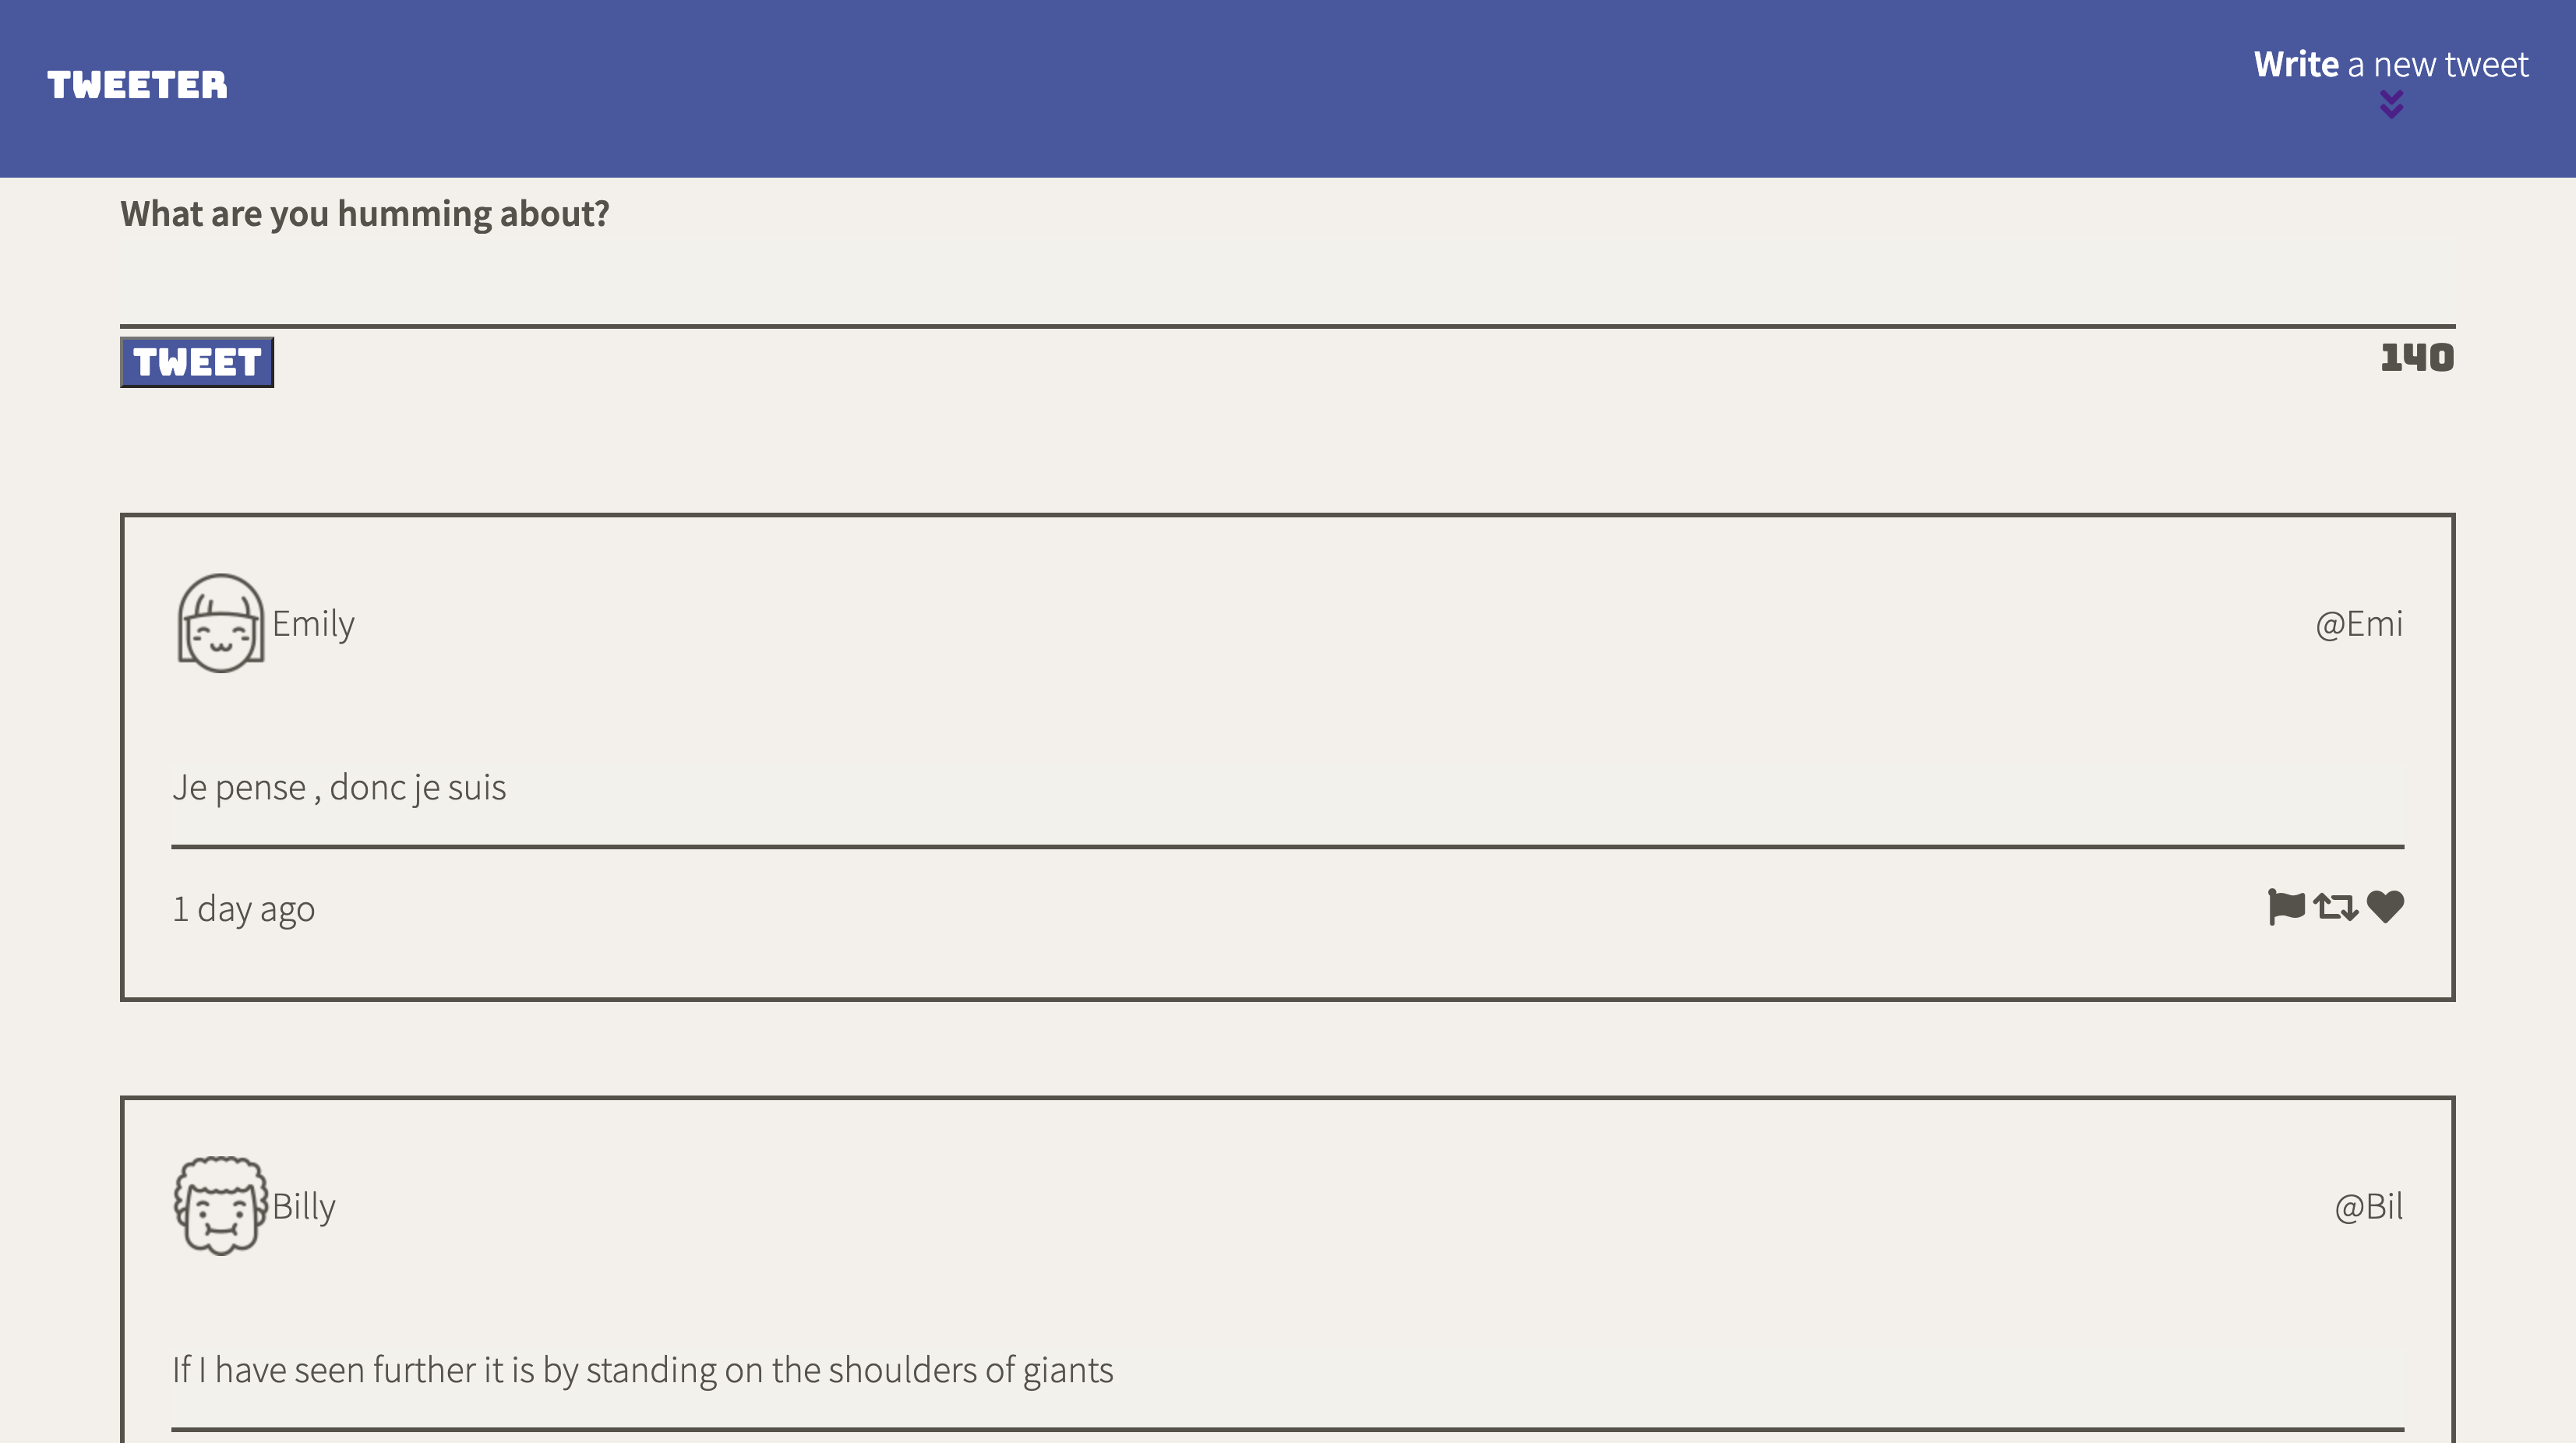 TWEETER
Write a new tweet
What are you humming about?
TWEET
140
Emily
@Emi
Je pense , donc je suis
1 day ago
Billy
@Bil
If I have seen further it is by standing on the shoulders of giants